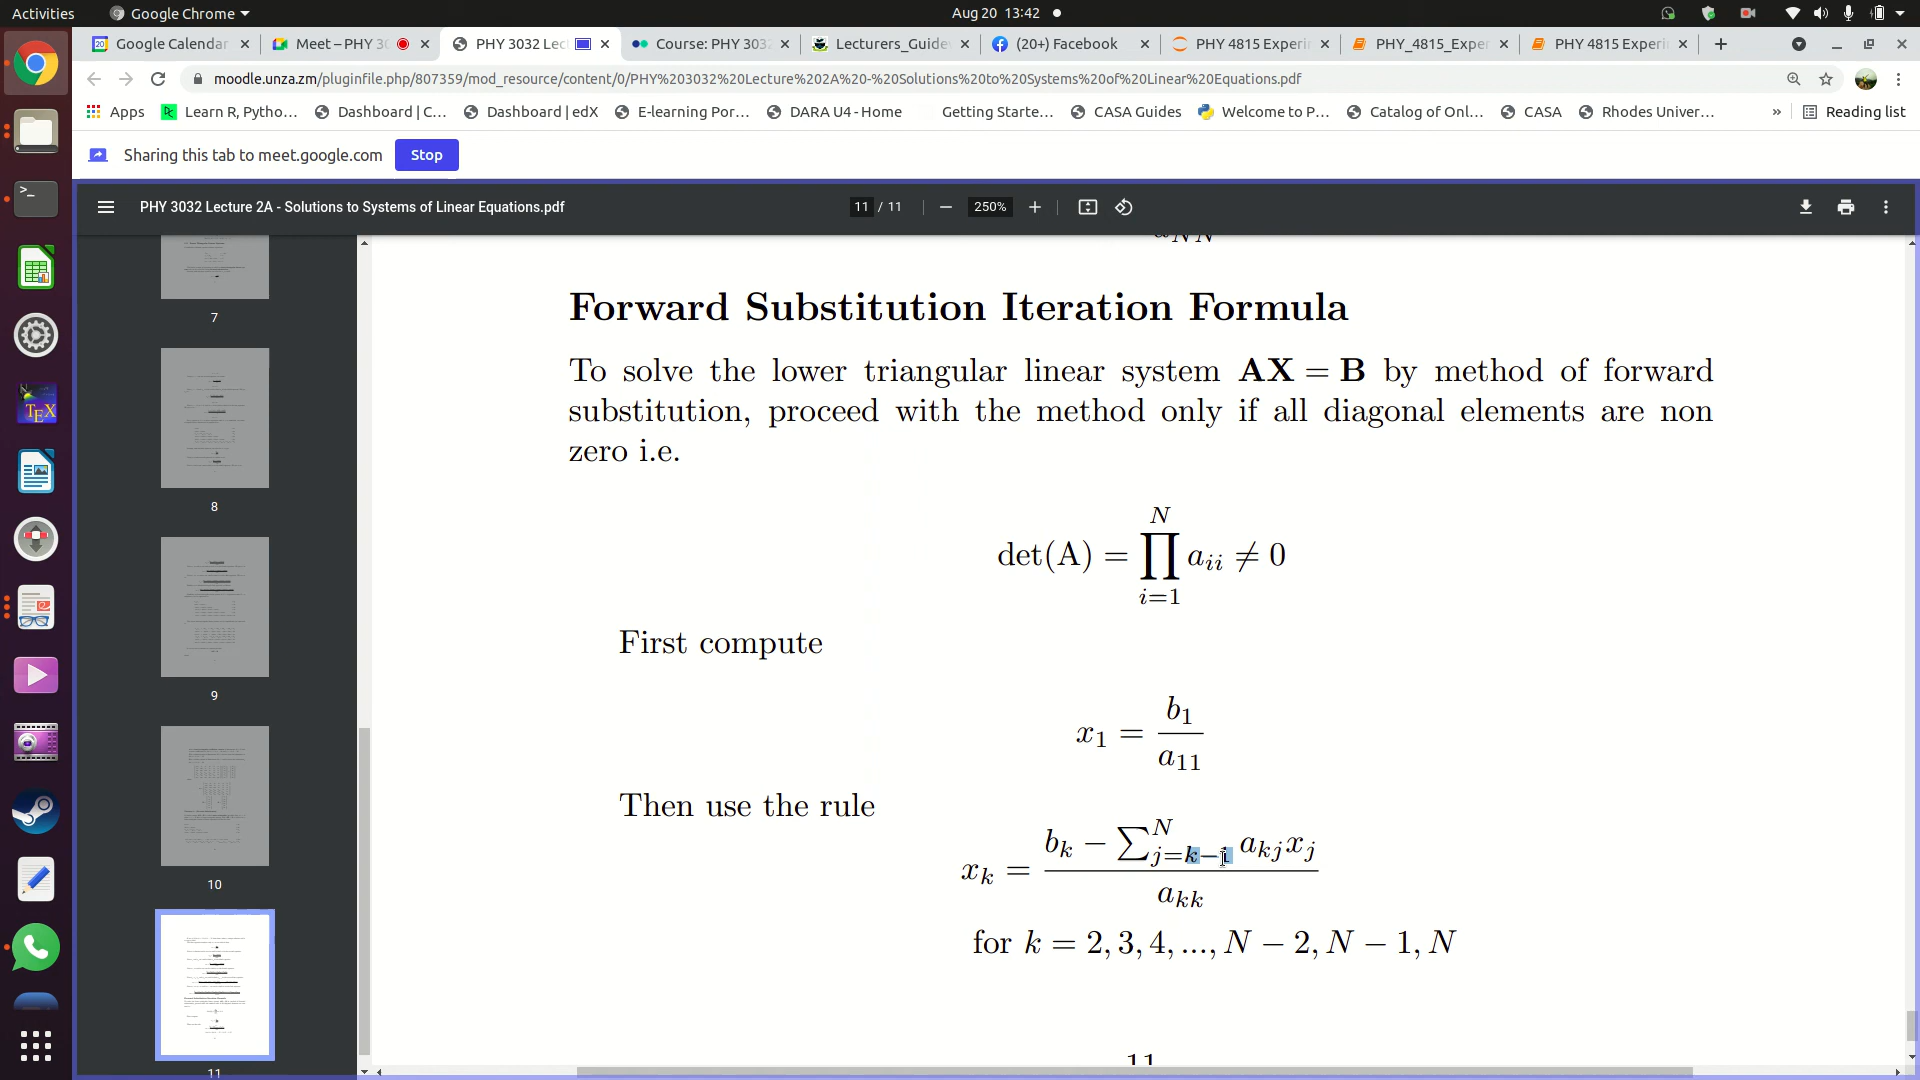 Activities
Google Chrome
Aug 20 13:42
Google Calendar
Meet – PHY 30
PHY 3032 Lec
Course: PHY 303
Lecturers_Guide
(20+) Facebook
PHY 4815 Experi
PHY_4815_Expe
PHY 4815 Experi
moodle.unza.zm/pluginfile.php/807359/mod_resource/content/0/PHY%203032%20Lecture%202A%20-%20Solutions%20to%20Systems%20of%20Linear%20Equations.pdf
Apps
Learn R, Pytho...
Dashboard | C...
Dashboard | edX
E-learning Por...
DARA U4 - Home
Getting Starte...
CASA Guides
Welcome to P...
Catalog of Onl...
CASA
Rhodes Univer...
»
Reading list
Sharing this tab to meet.google.com
Stop
PHY 3032 Lecture 2A - Solutions to Systems of Linear Equations.pdf
11 / 11
250%
7
8
9
10
11
a_{NN}
Forward Substitution Iteration Formula
To solve the lower triangular linear system AX = B by method of forward
substitution, proceed with the method only if all diagonal elements are non
zero i.e.
det(A) = ∏_{i=1}^{N} a_{ii} ≠ 0
First compute
x_1 = b_1 / a_{11}
Then use the rule
x_k = (b_k − ∑_{j=k−1}^{N} a_{kj} x_j) / a_{kk}
for k = 2, 3, 4, ..., N − 2, N − 1, N
11